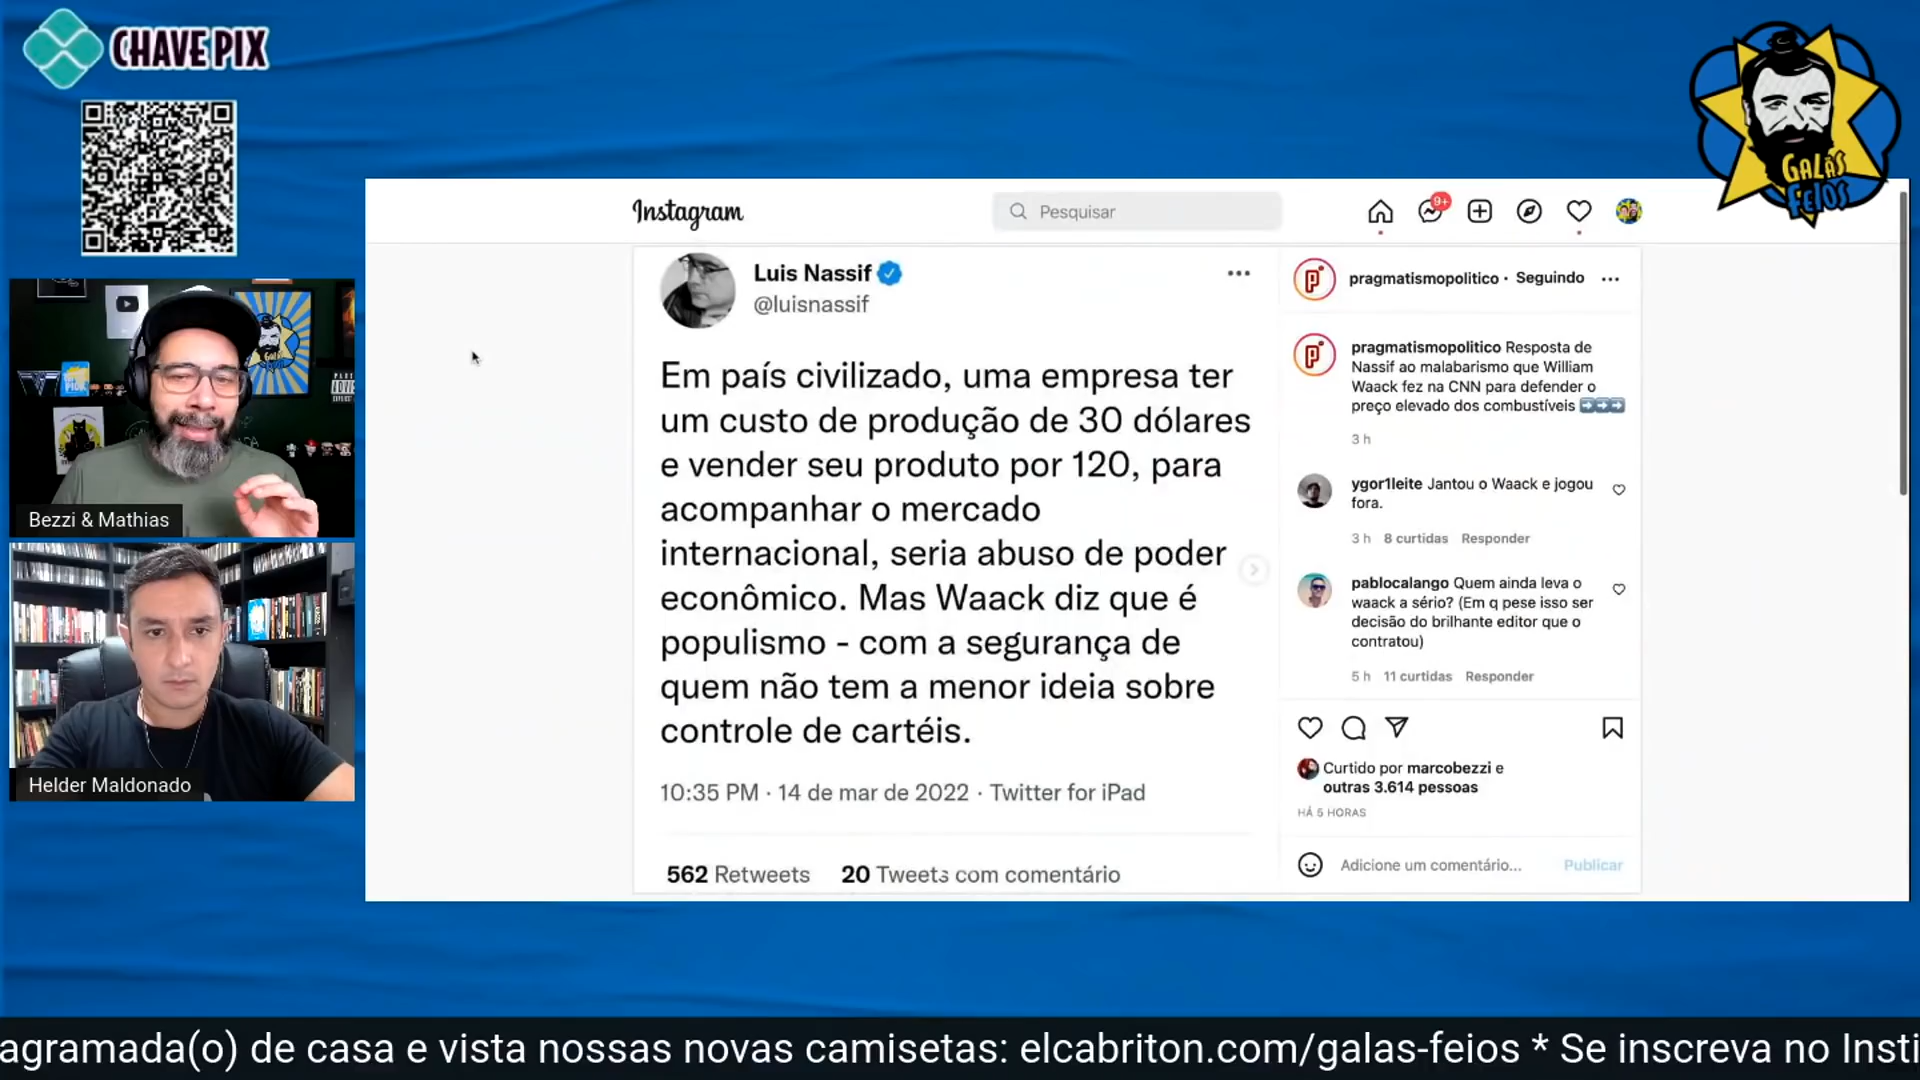 CHAVE PIX
GALÃS
FEIOS
Instagram
Pesquisar
9+
Luis Nassif
@luisnassif
Em país civilizado, uma empresa ter
um custo de produção de 30 dólares
e vender seu produto por 120, para
acompanhar o mercado
internacional, seria abuso de poder
econômico. Mas Waack diz que é
populismo - com a segurança de
quem não tem a menor ideia sobre
controle de cartéis.
10:35 PM · 14 de mar de 2022 · Twitter for iPad
562 Retweets 20 Tweets com comentário
pragmatismopolitico · Seguindo
pragmatismopolitico Resposta de
Nassif ao malabarismo que William
Waack fez na CNN para defender o
preço elevado dos combustíveis ➡➡➡
3 h
ygor1leite Jantou o Waack e jogou
fora.
3 h 8 curtidas Responder
pablocalango Quem ainda leva o
waack a sério? (Em q pese isso ser
decisão do brilhante editor que o
contratou)
5 h 11 curtidas Responder
Curtido por marcobezzi e
outras 3.614 pessoas
HÁ 5 HORAS
Adicione um comentário... Publicar
Bezzi & Mathias
Helder Maldonado
agramada(o) de casa e vista nossas novas camisetas: elcabriton.com/galas-feios * Se inscreva no Insti